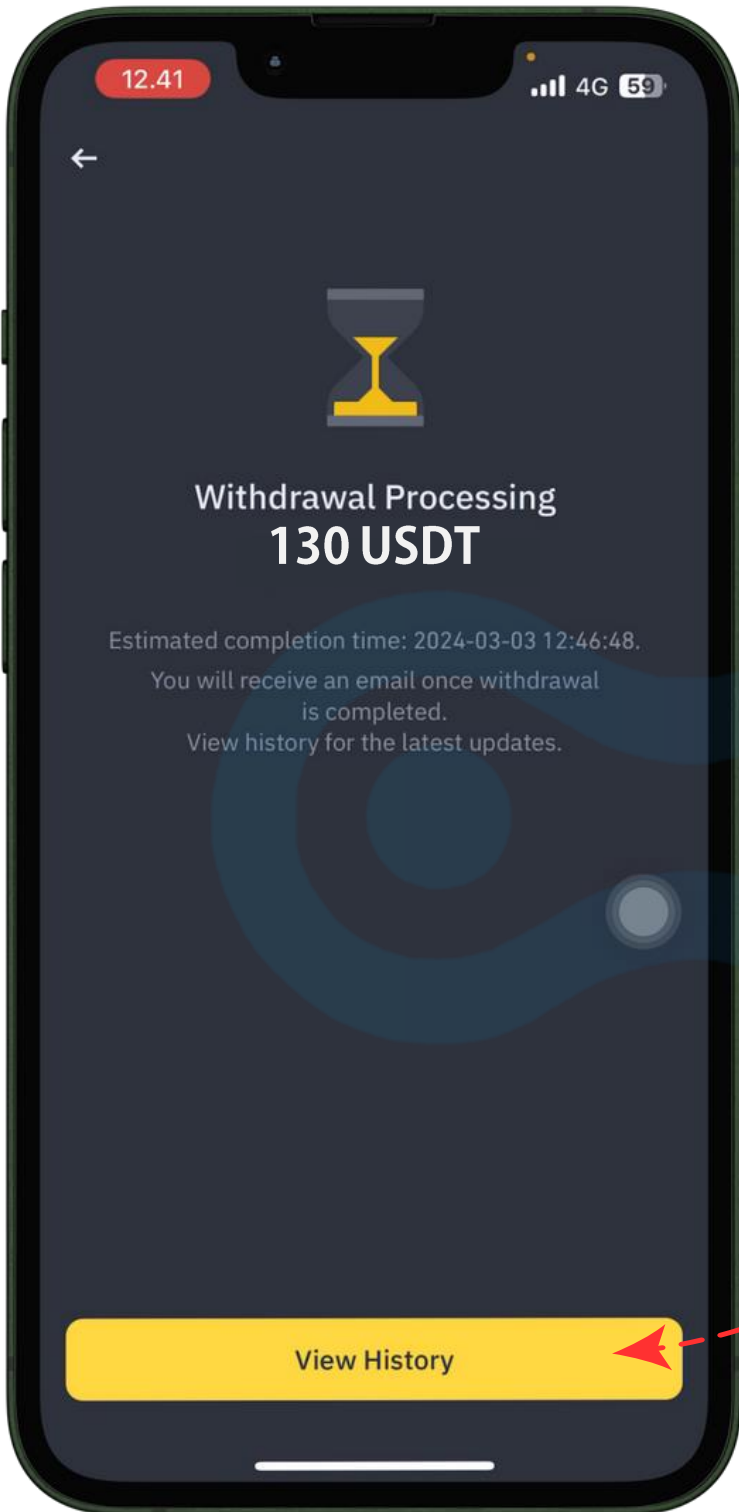 12.41
4G 59
Withdrawal Processing
130 USDT
Estimated completion time: 2024-03-03 12:46:48.
You will receive an email once withdrawal
is completed.
View history for the latest updates.
View History